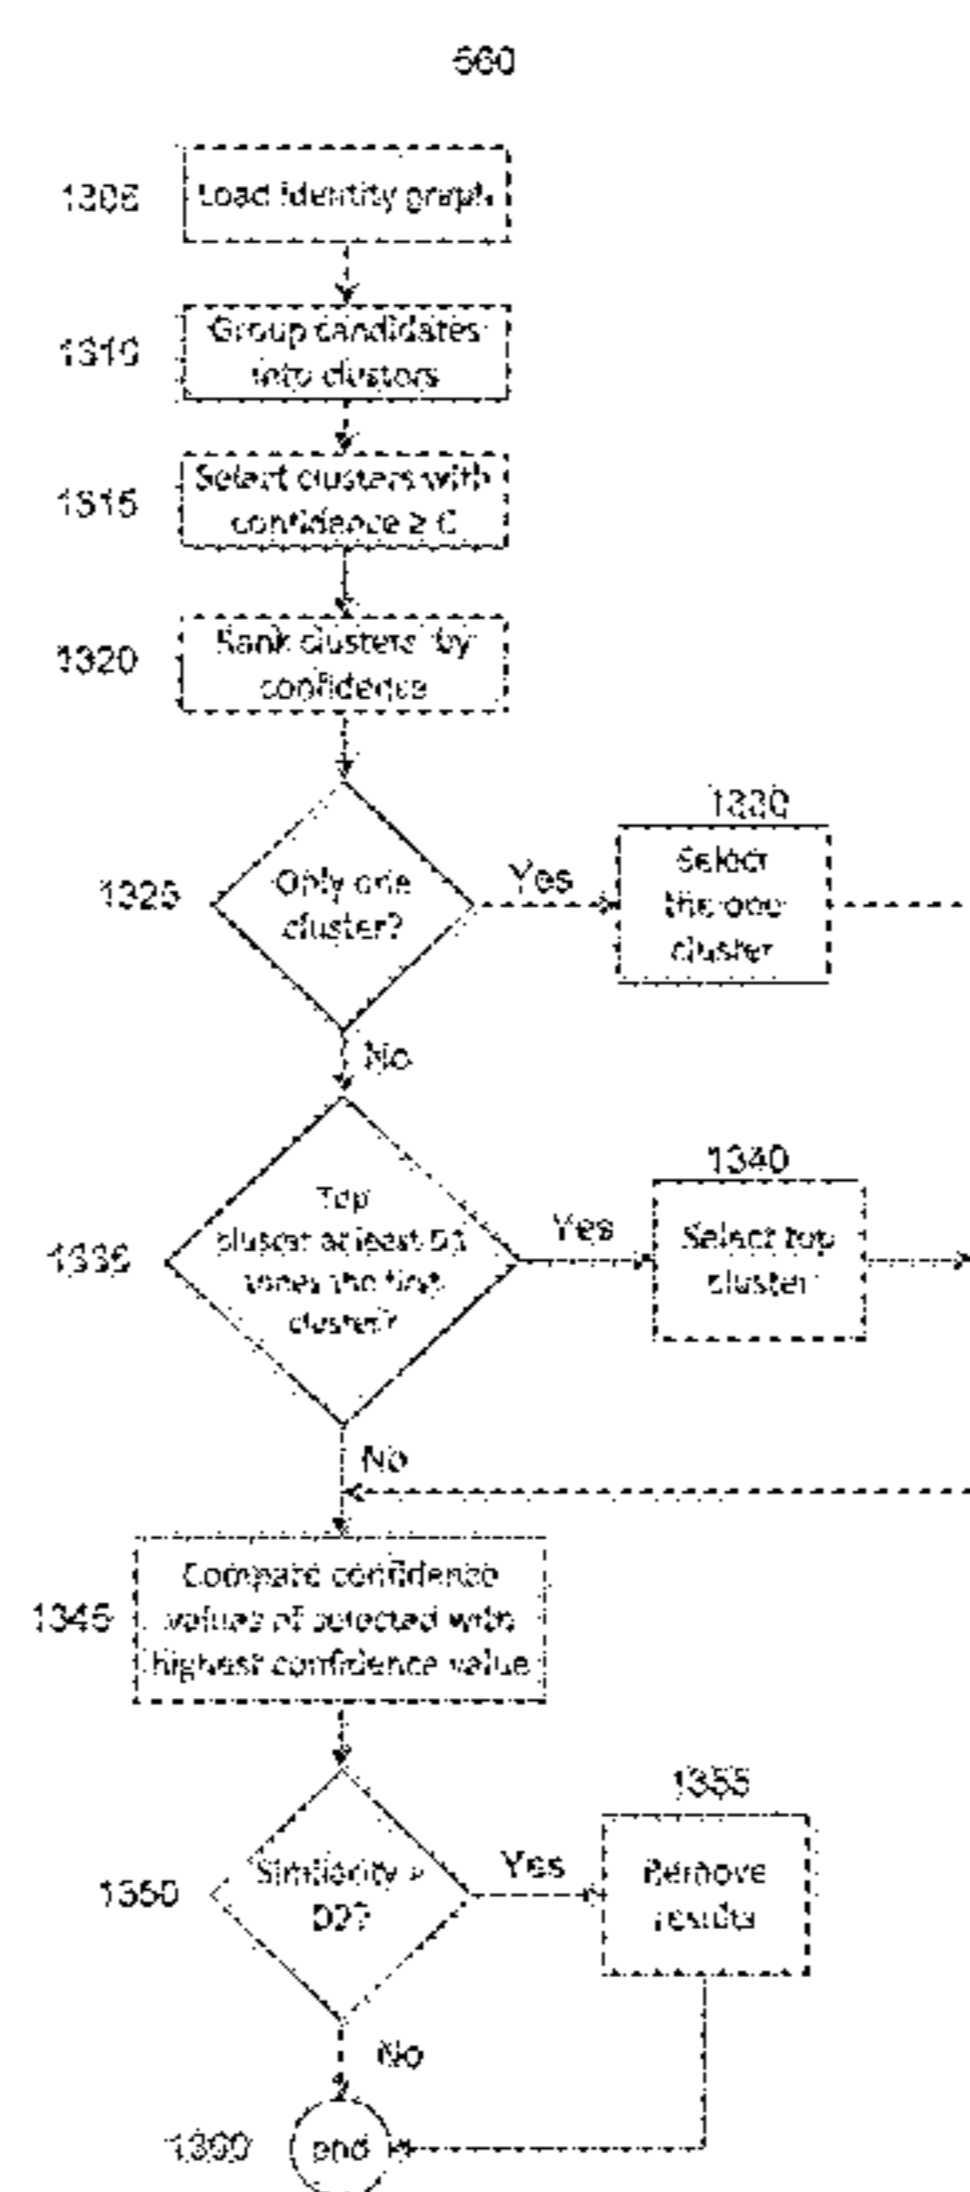 560
1305
Load identity graph
1310
Group candidates
into clusters
1315
Select clusters with
confidence ≥ C
1320
Rank clusters by
confidence
1325
Only one
cluster?
Yes
1330
Select
the one
cluster
No
1335
Top
cluster at least D1
times the first
cluster?
Yes
1340
Select top
cluster
No
1345
Compare confidence
values of selected with
highest confidence value
1350
Similarity >
D2?
Yes
1355
Remove
results
No
end